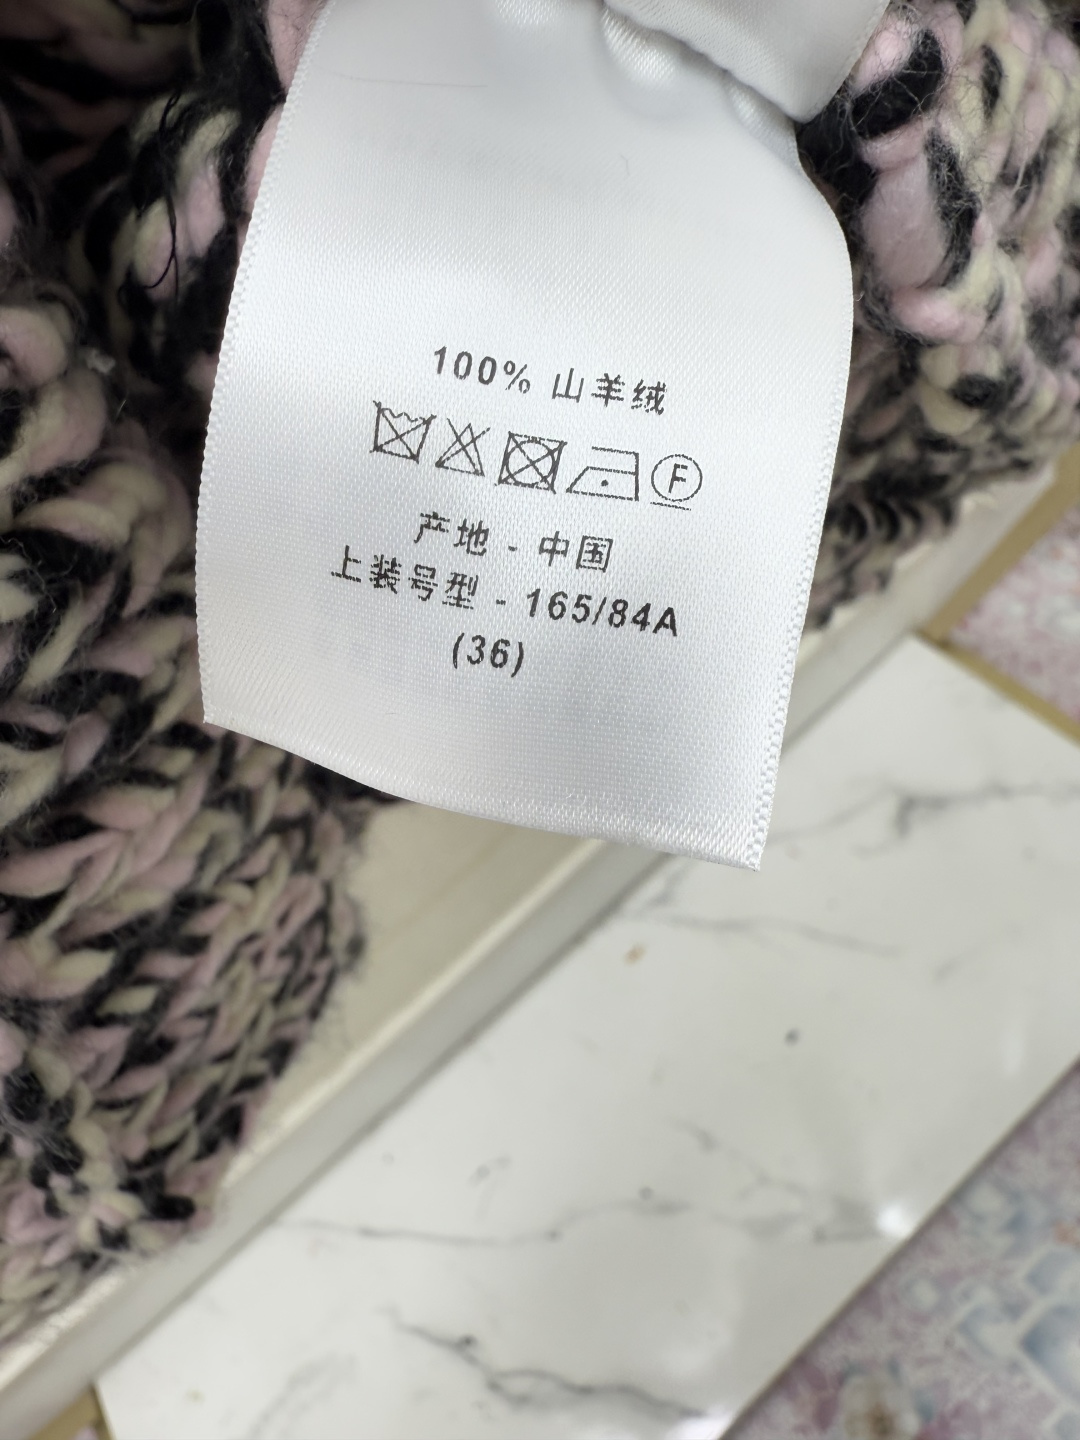 100% 山羊绒
F
产地 - 中国
上装号型 - 165/84A
(36)